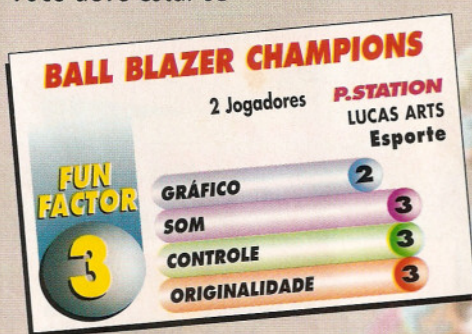 BALL BLAZER CHAMPIONS
2 Jogadores P.STATION
LUCAS ARTS
Esporte
FUN
FACTOR
3
GRÁFICO 2
SOM 3
CONTROLE 3
ORIGINALIDADE 3